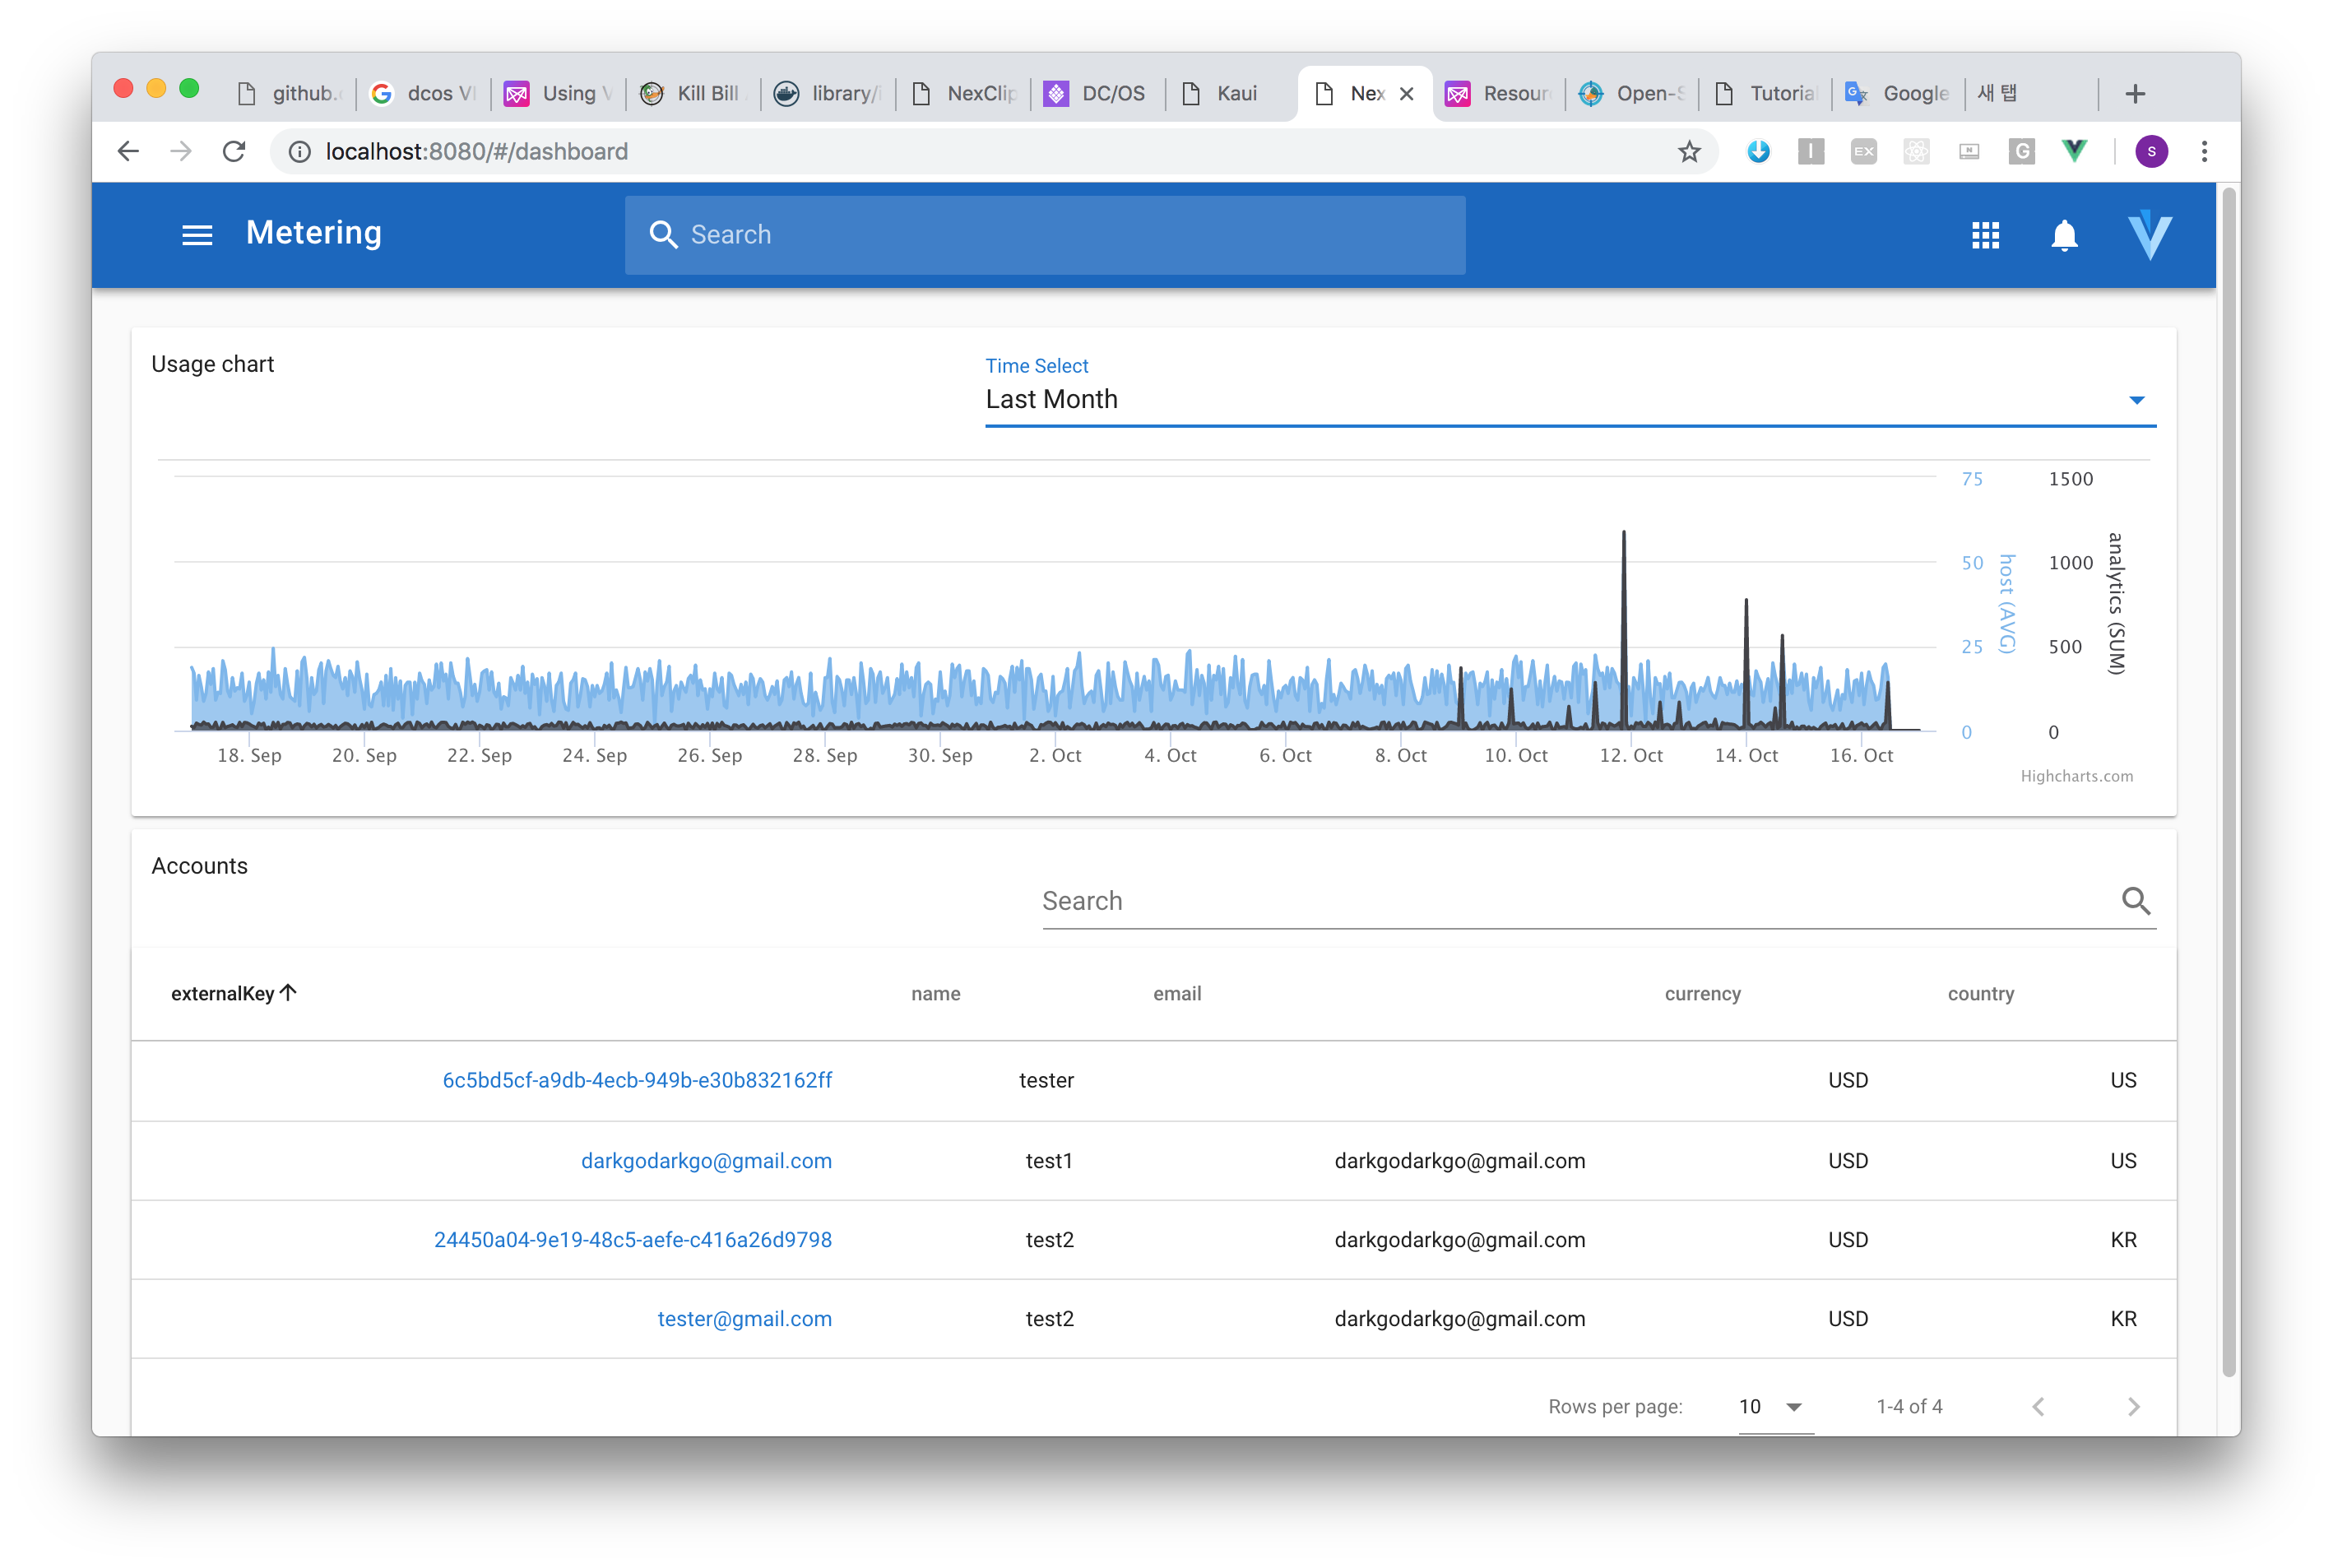 github.
dcos
Using
Kill Bill
library/
NexClip
DC/OS
Kaui
Nex
Resour
Open-
Tutorial
Google
새 탭
localhost:8080/#/dashboard
EX
G
S
Metering
Search
Usage chart
Time Select
Last Month
75
1500
50
1000
25
500
0
0
host (AVG)
analytics (SUM)
18. Sep
20. Sep
22. Sep
24. Sep
26. Sep
28. Sep
30. Sep
2. Oct
4. Oct
6. Oct
8. Oct
10. Oct
12. Oct
14. Oct
16. Oct
Highcharts.com
Accounts
Search
externalKey name email currency country
6c5bd5cf-a9db-4ecb-949b-e30b832162ff tester USD US
darkgodarkgo@gmail.com test1 darkgodarkgo@gmail.com USD US
24450a04-9e19-48c5-aefe-c416a26d9798 test2 darkgodarkgo@gmail.com USD KR
tester@gmail.com test2 darkgodarkgo@gmail.com USD KR
Rows per page: 10 1-4 of 4